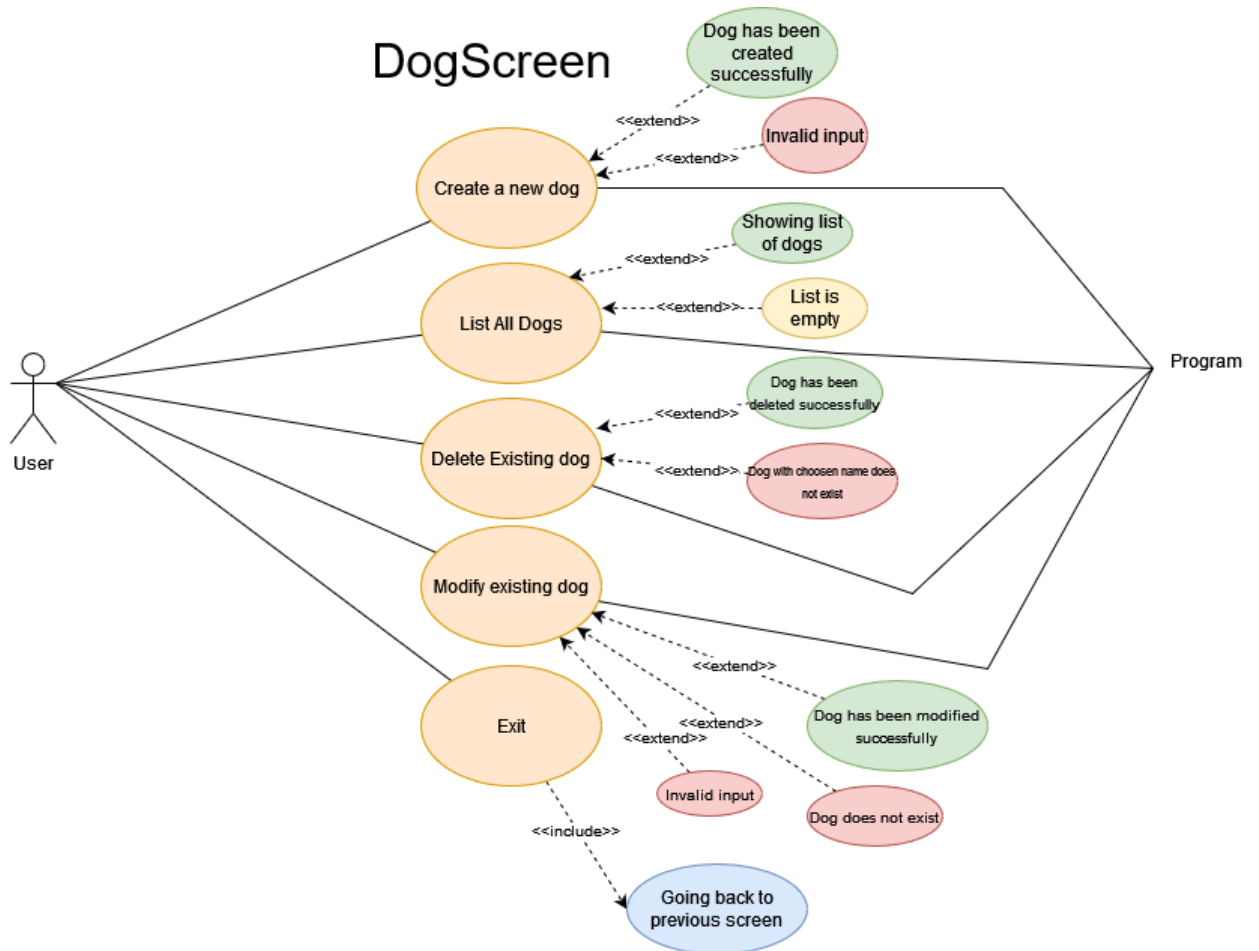 DogScreen
Dog has been
created
successfully
<<extend>>
Invalid input
<<extend>>
Create a new dog
Showing list
of dogs
<<extend>>
List is
empty
<<extend>>
List All Dogs
Program
Dog has been
deleted successfully
<<extend>>
User
Delete Existing dog
<<extend>>
Dog with choosen name does
not exist
Modify existing dog
<<extend>>
Dog has been modified
successfully
<<extend>>
<<extend>>
Exit
Invalid input
Dog does not exist
<<include>>
Going back to
previous screen